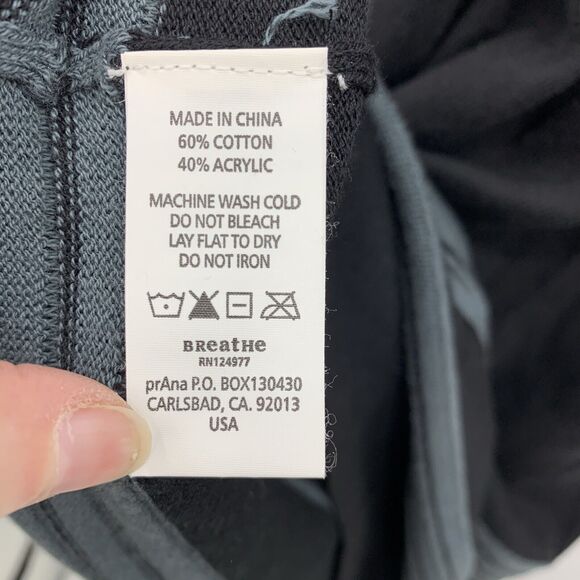 MADE IN CHINA
60% COTTON
40% ACRYLIC
MACHINE WASH COLD
DO NOT BLEACH
LAY FLAT TO DRY
DO NOT IRON
BReatHe
RN124977
prAna P.O. BOX130430
CARLSBAD, CA. 92013
USA